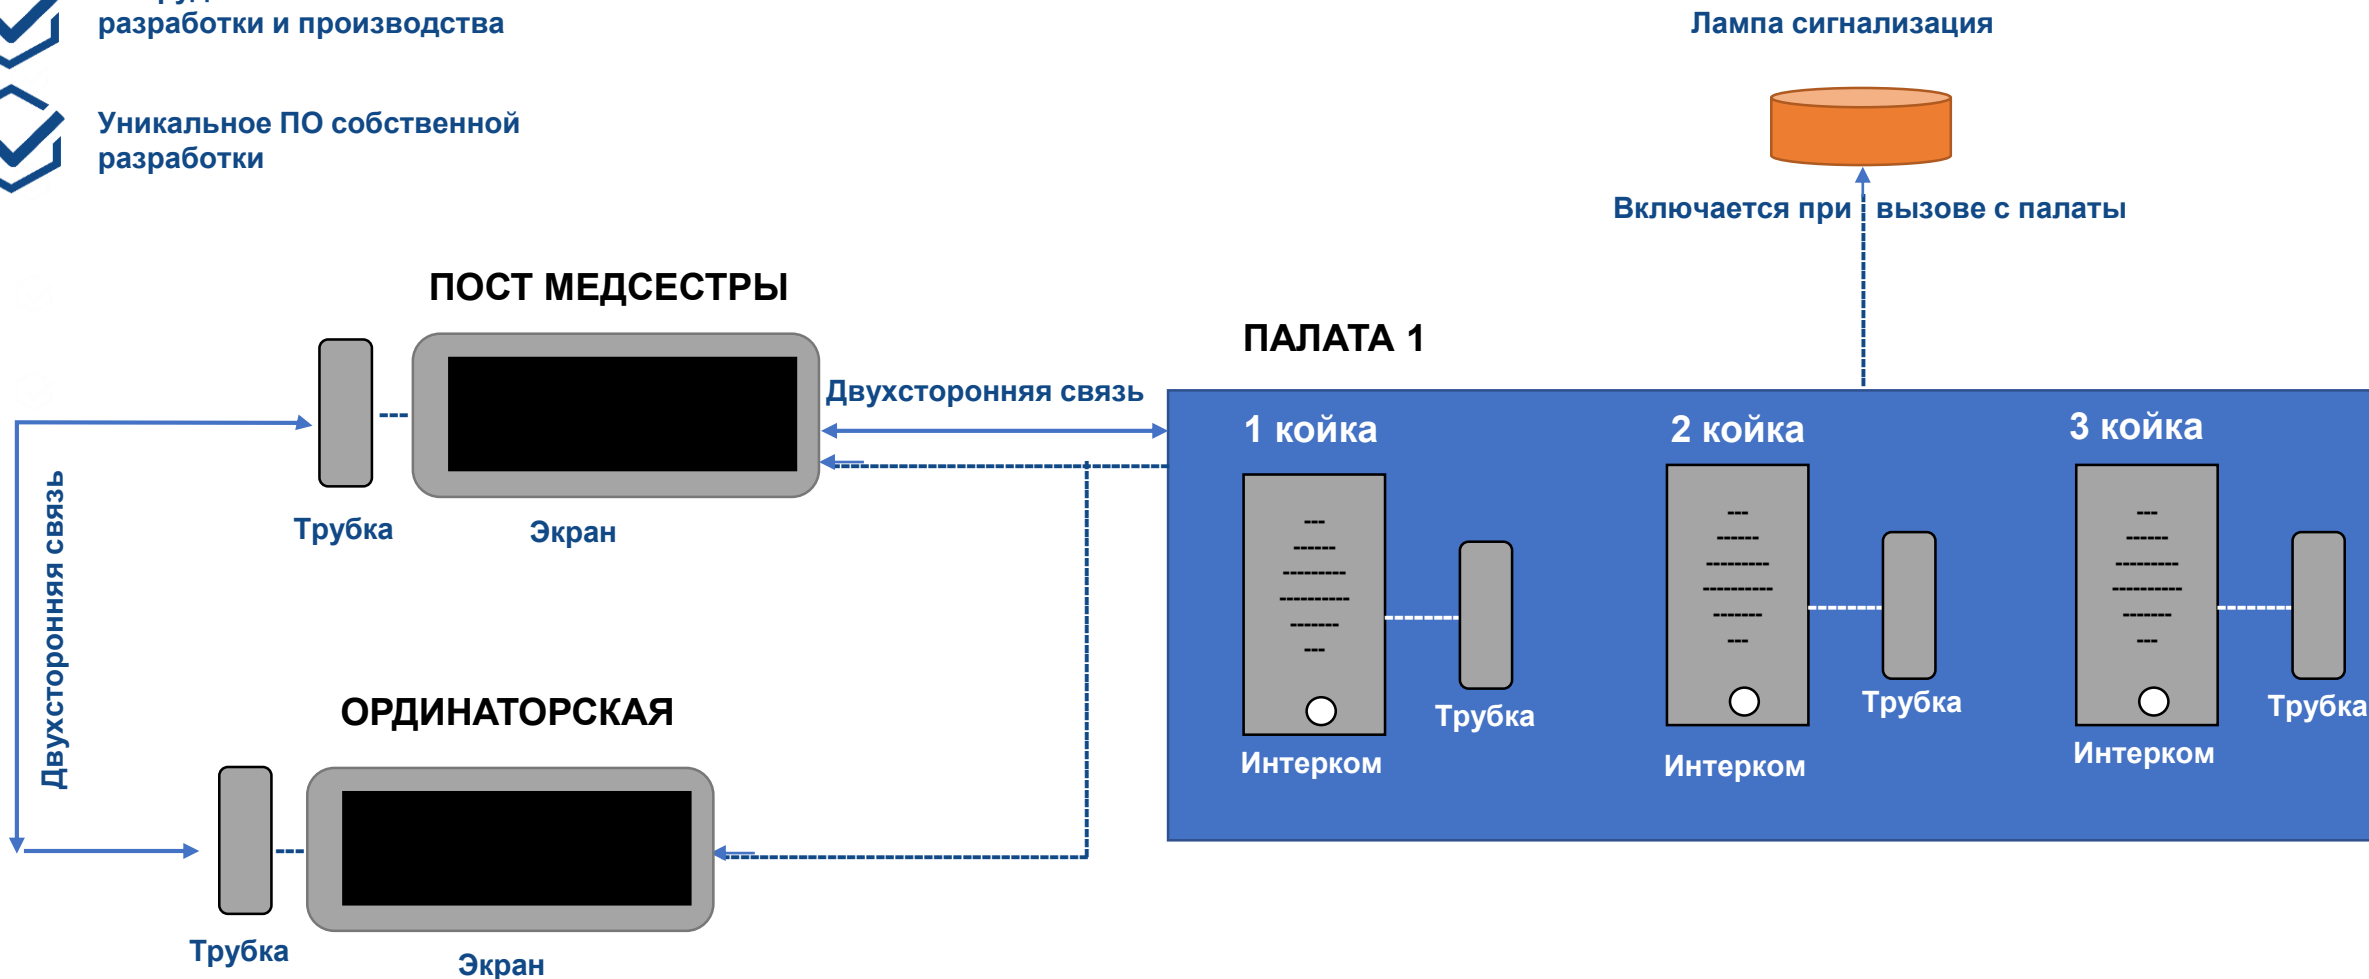 разработки и производства
Уникальное ПО собственной
разработки
Лампа сигнализация
Включается при вызове с палаты
ПОСТ МЕДСЕСТРЫ
ПАЛАТА 1
Двухсторонняя связь
1 койка
2 койка
3 койка
Трубка
Экран
Двухсторонняя связь
ОРДИНАТОРСКАЯ
Трубка
Трубка
Трубка
Интерком
Интерком
Интерком
Трубка
Экран